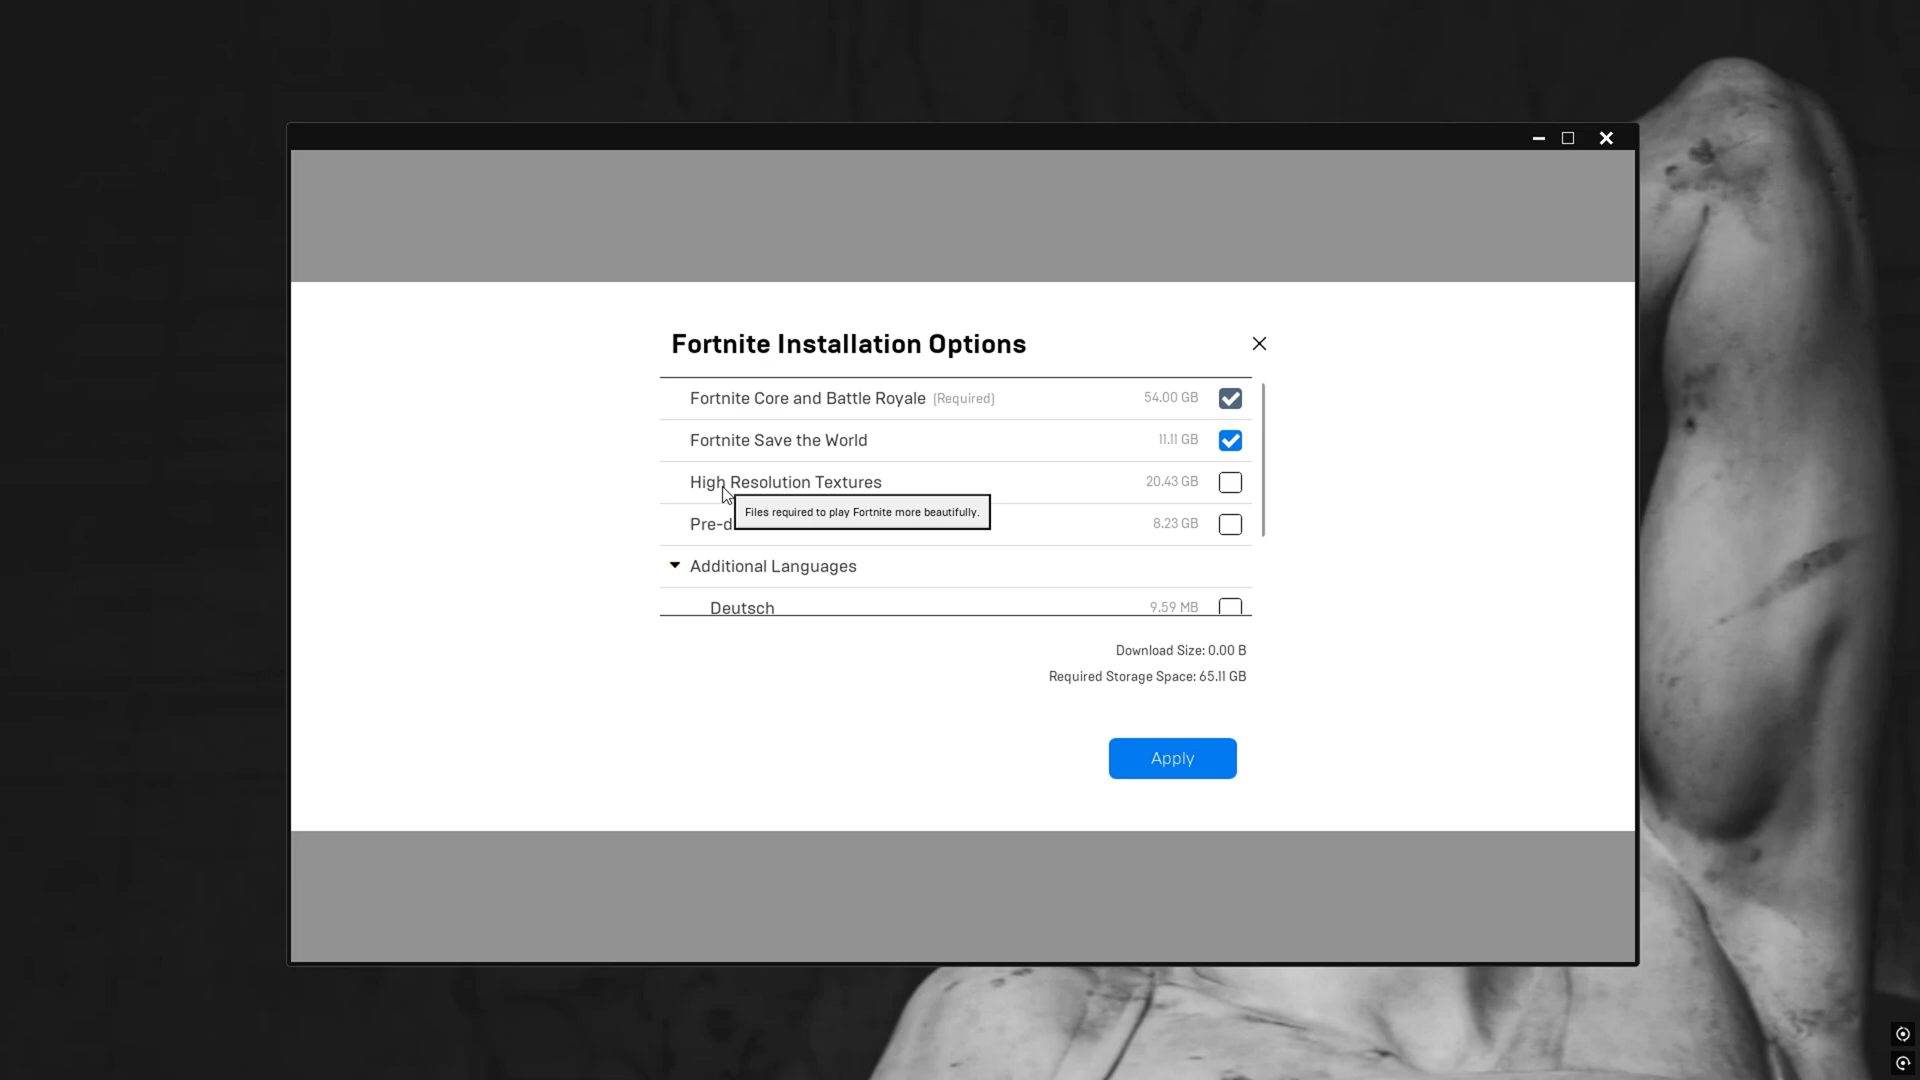 Fortnite Installation Options
Fortnite Core and Battle Royale (Required) 54.00 GB
Fortnite Save the World 11.11 GB
High Resolution Textures 20.43 GB
Files required to play Fortnite more beautifully.
Pre-d 8.23 GB
Additional Languages
Deutsch 9.59 MB
Download Size: 0.00 B
Required Storage Space: 65.11 GB
Apply